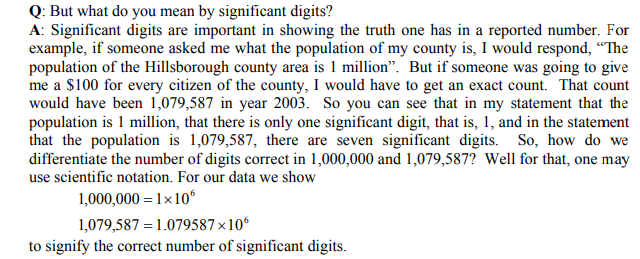 Q: But what do you mean by significant digits?
A: Significant digits are important in showing the truth one has in a reported number. For
example, if someone asked me what the population of my county is, I would respond, “The
population of the Hillsborough county area is 1 million”. But if someone was going to give
me a $100 for every citizen of the county, I would have to get an exact count. That count
would have been 1,079,587 in year 2003. So you can see that in my statement that the
population is 1 million, that there is only one significant digit, that is, 1, and in the statement
that the population is 1,079,587, there are seven significant digits. So, how do we
differentiate the number of digits correct in 1,000,000 and 1,079,587? Well for that, one may
use scientific notation. For our data we show
1,000,000 = 1×10⁶
1,079,587 = 1.079587×10⁶
to signify the correct number of significant digits.